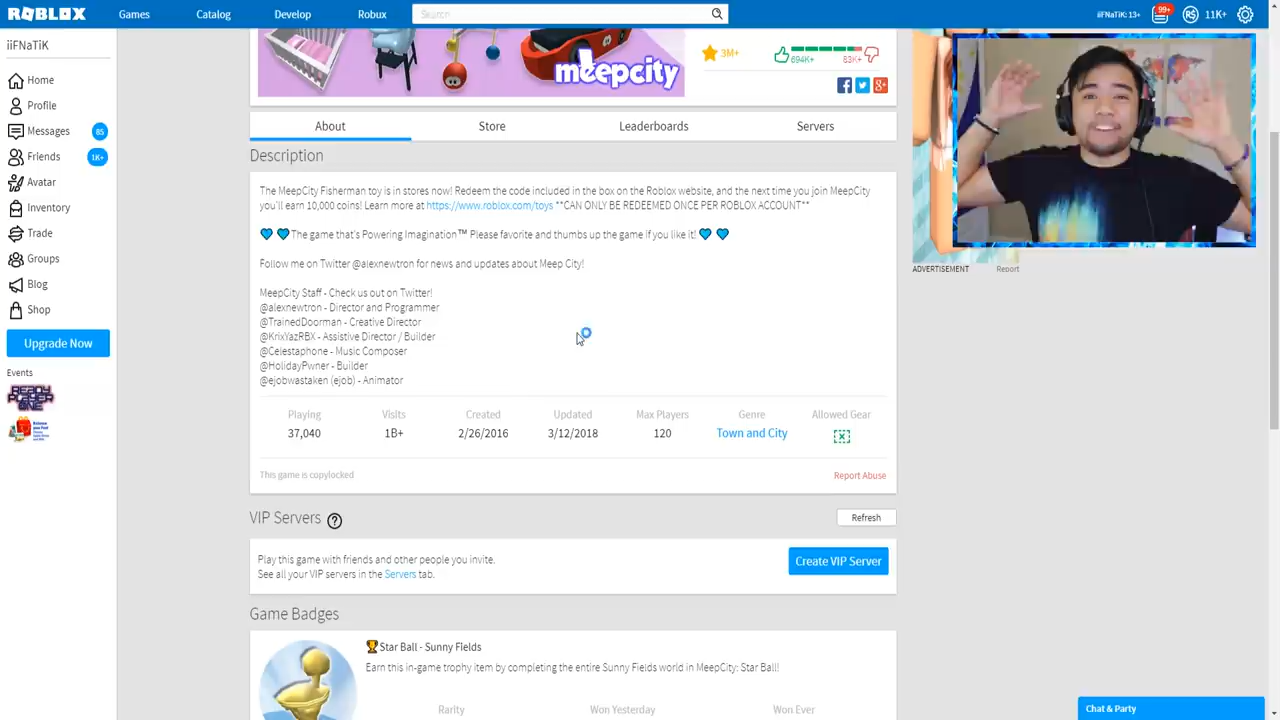 ROBLOX Games Catalog Develop Robux Search iiFNaTiK: 13+ 99+ R$ 11K+
iiFNaTiK
Home
Profile
Messages 85
Friends 1K+
Avatar
Inventory
Trade
Groups
Blog
Shop
Upgrade Now
Events
READY PLAYER ONE
meepcity
3M+
694K+ 83K+
ADVERTISEMENT Report
About Store Leaderboards Servers
Description
The MeepCity Fisherman toy is in stores now! Redeem the code included in the box on the Roblox website, and the next time you join MeepCity
you'll earn 10,000 coins! Learn more at https://www.roblox.com/toys **CAN ONLY BE REDEEMED ONCE PER ROBLOX ACCOUNT**
💙 💙The game that's Powering Imagination™ Please favorite and thumbs up the game if you like it! 💙 💙
Follow me on Twitter @alexnewtron for news and updates about Meep City!
MeepCity Staff - Check us out on Twitter!
@alexnewtron - Director and Programmer
@TrainedDoorman - Creative Director
@KrixYazRBX - Assistive Director / Builder
@Celestaphone - Music Composer
@HolidayPwner - Builder
@ejobwastaken (ejob) - Animator
Playing Visits Created Updated Max Players Genre Allowed Gear
37,040 1B+ 2/26/2016 3/12/2018 120 Town and City
This game is copylocked Report Abuse
VIP Servers ? Refresh
Play this game with friends and other people you invite.
See all your VIP servers in the Servers tab.
Create VIP Server
Game Badges
🏆Star Ball - Sunny Fields
Earn this in-game trophy item by completing the entire Sunny Fields world in MeepCity: Star Ball!
Rarity Won Yesterday Won Ever
Chat & Party